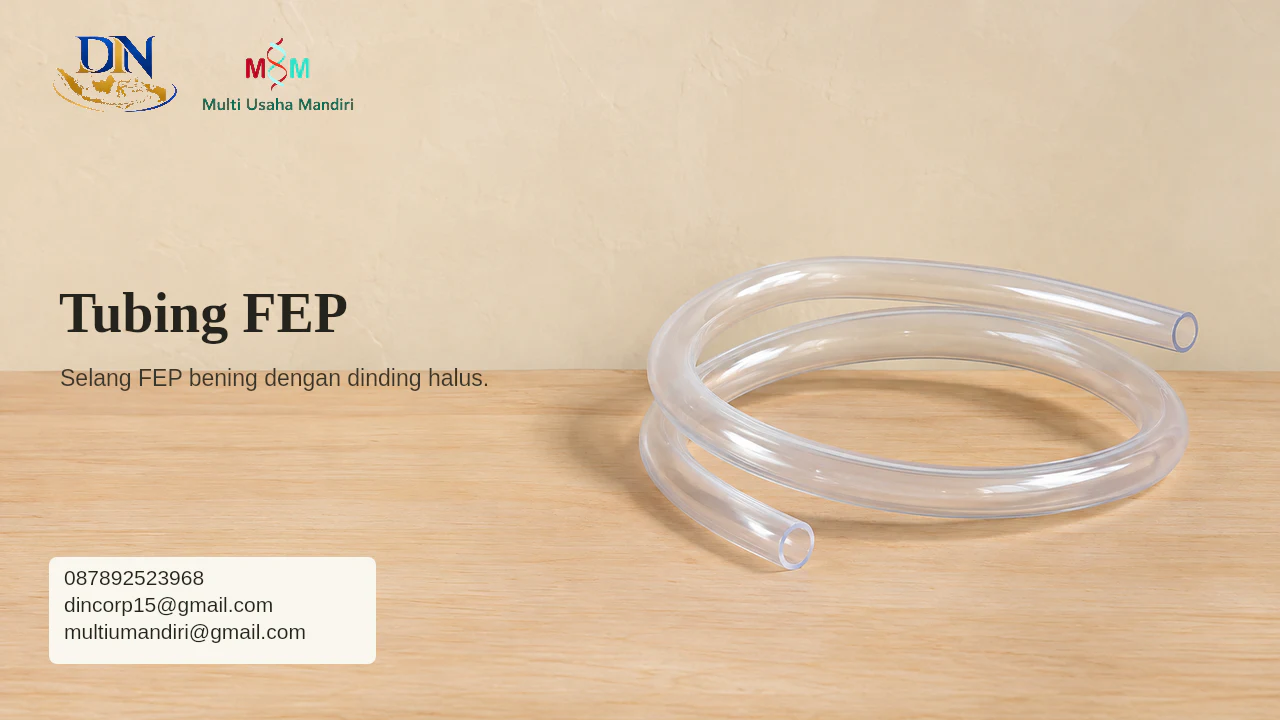 DN
MSM
Multi Usaha Mandiri
Tubing FEP
Selang FEP bening dengan dinding halus.
087892523968
dincorp15@gmail.com
multiumandiri@gmail.com